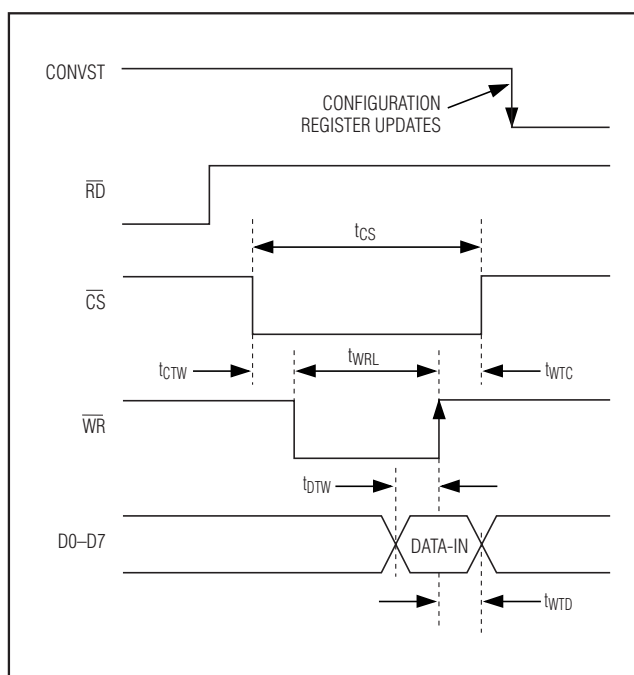 CONVST
CONFIGURATION
REGISTER UPDATES
RD
tCS
CS
tCTW
tWRL
tWTC
WR
tDTW
D0–D7
DATA-IN
tWTD